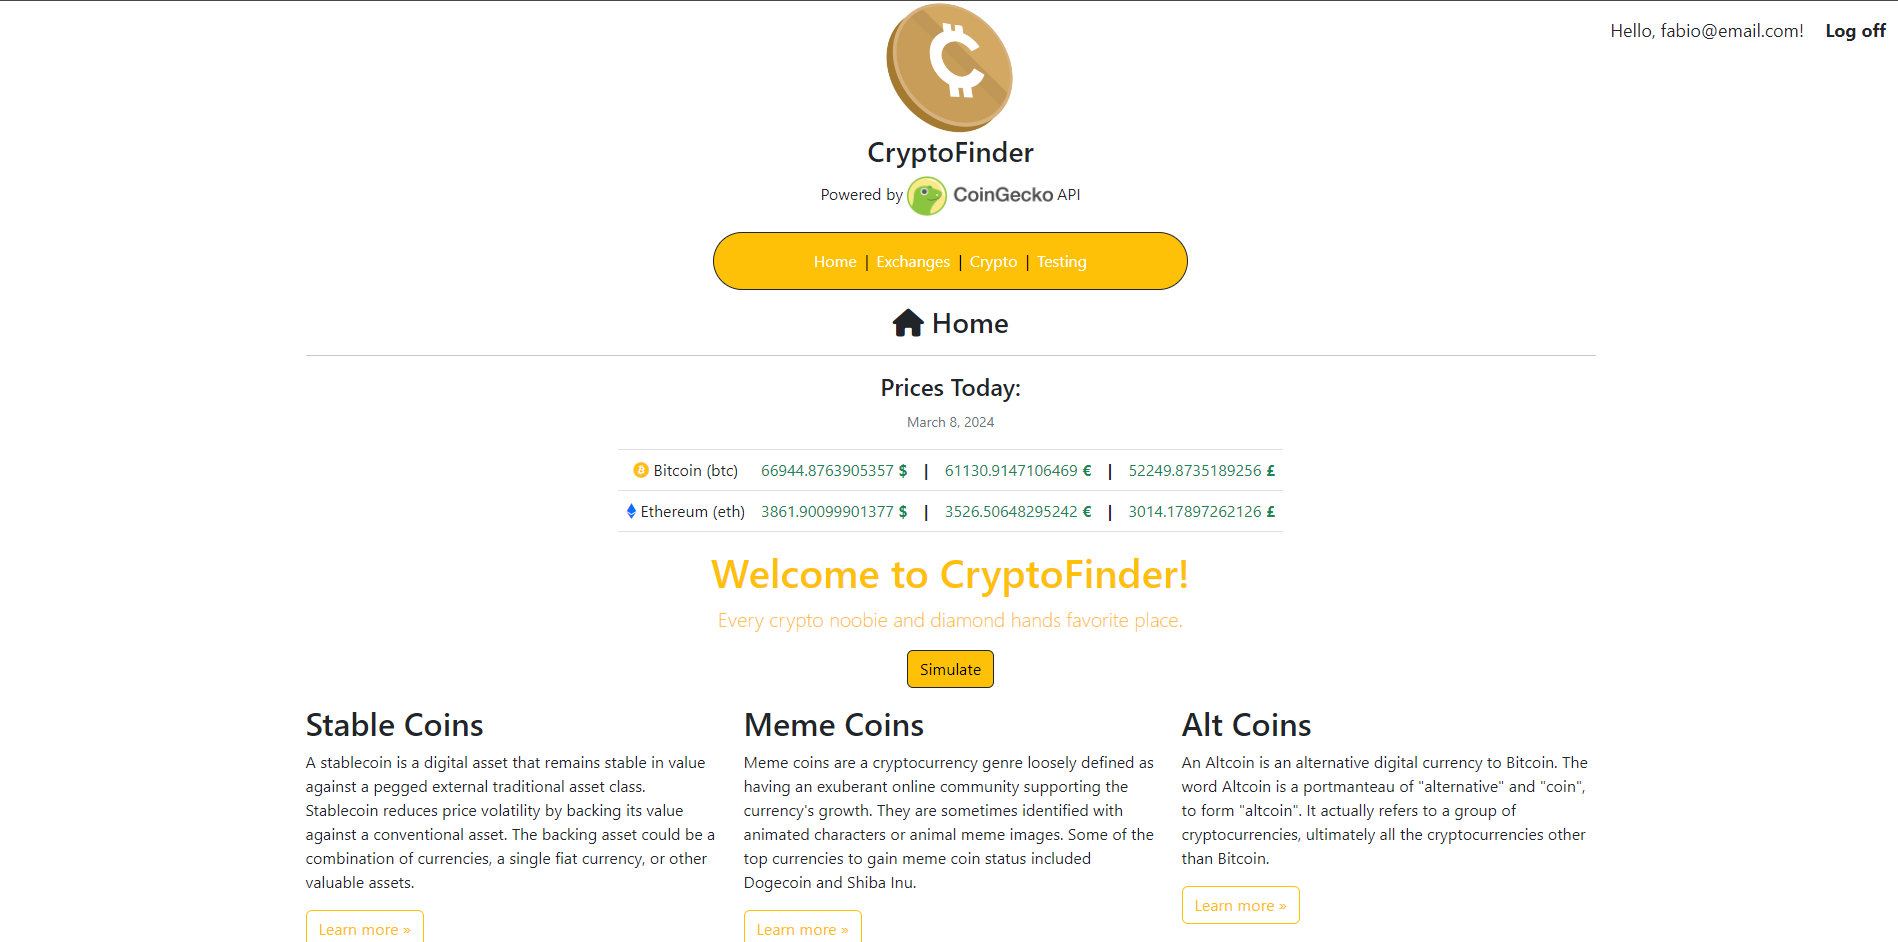 Hello, fabio@email.com! Log off
CryptoFinder
Powered by CoinGecko API
Home | Exchanges | Crypto | Testing
Home
Prices Today:
March 8, 2024
Bitcoin (btc) 66944.8763905357 $ | 61130.9147106469 € | 52249.8735189256 £
Ethereum (eth) 3861.90099901377 $ | 3526.50648295242 € | 3014.17897262126 £
Welcome to CryptoFinder!
Every crypto noobie and diamond hands favorite place.
Simulate
Stable Coins
A stablecoin is a digital asset that remains stable in value
against a pegged external traditional asset class.
Stablecoin reduces price volatility by backing its value
against a conventional asset. The backing asset could be a
combination of currencies, a single fiat currency, or other
valuable assets.
Learn more »
Meme Coins
Meme coins are a cryptocurrency genre loosely defined as
having an exuberant online community supporting the
currency's growth. They are sometimes identified with
animated characters or animal meme images. Some of the
top currencies to gain meme coin status included
Dogecoin and Shiba Inu.
Learn more »
Alt Coins
An Altcoin is an alternative digital currency to Bitcoin. The
word Altcoin is a portmanteau of "alternative" and "coin",
to form "altcoin". It actually refers to a group of
cryptocurrencies, ultimately all the cryptocurrencies other
than Bitcoin.
Learn more »